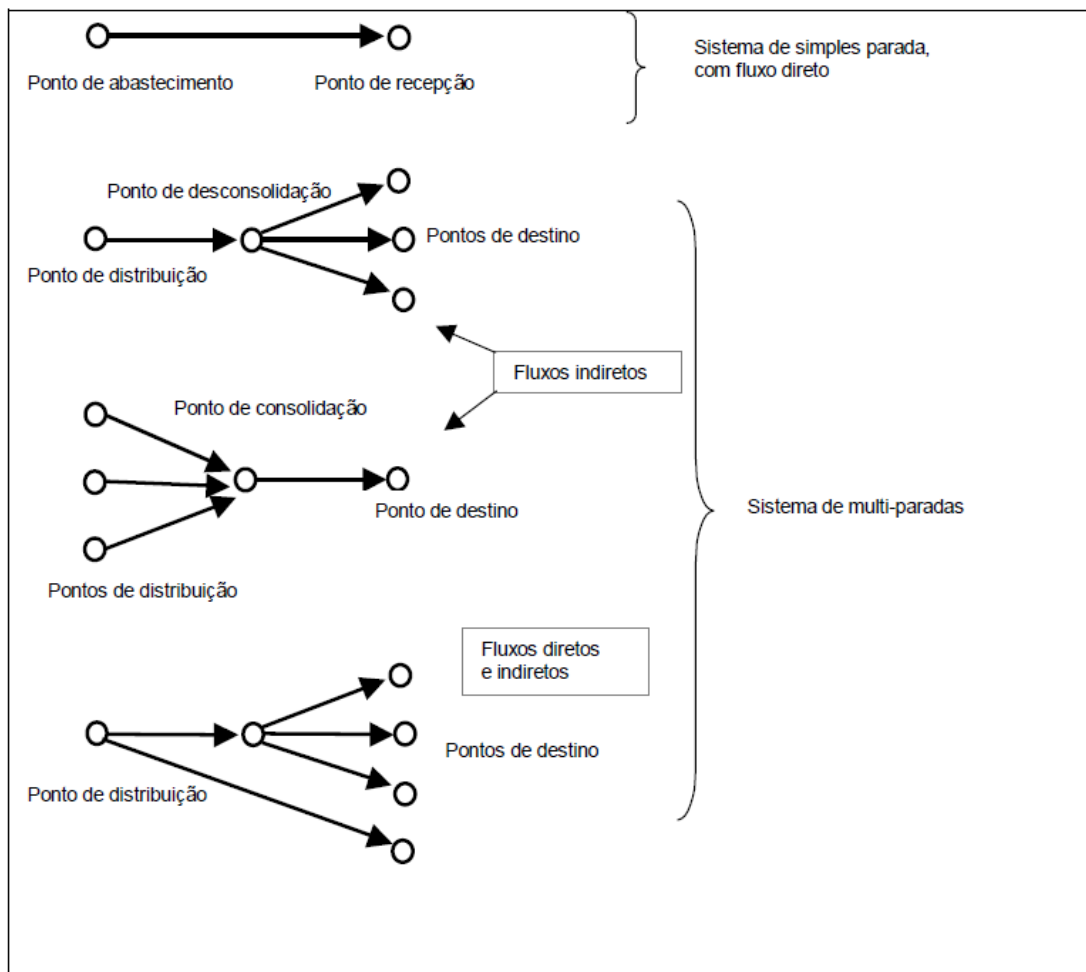 Sistema de simples parada,
com fluxo direto
Ponto de abastecimento
Ponto de recepção
Ponto de desconsolidação
Pontos de destino
Ponto de distribuição
Fluxos indiretos
Ponto de consolidação
Sistema de multi-paradas
Ponto de destino
Pontos de distribuição
Fluxos diretos
e indiretos
Pontos de destino
Ponto de distribuição